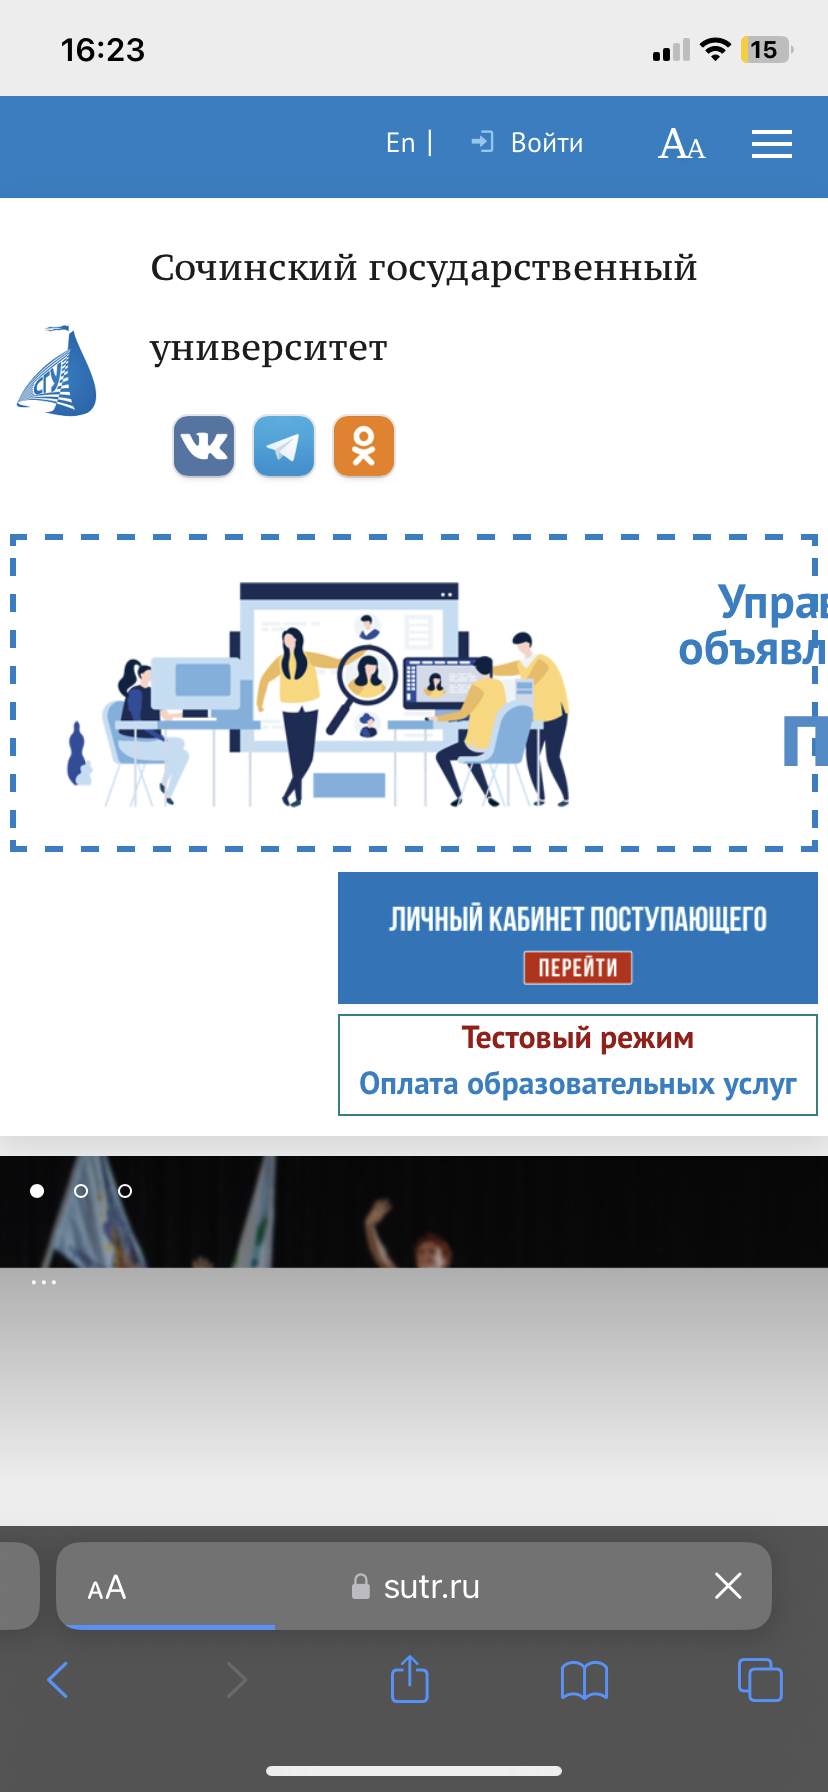 16:23
15
En |
Войти
AA
Сочинский государственный
университет
СГУ
Упра
объявл
П
ЛИЧНЫЙ КАБИНЕТ ПОСТУПАЮЩЕГО
ПЕРЕЙТИ
Тестовый режим
Оплата образовательных услуг
...
AA
sutr.ru